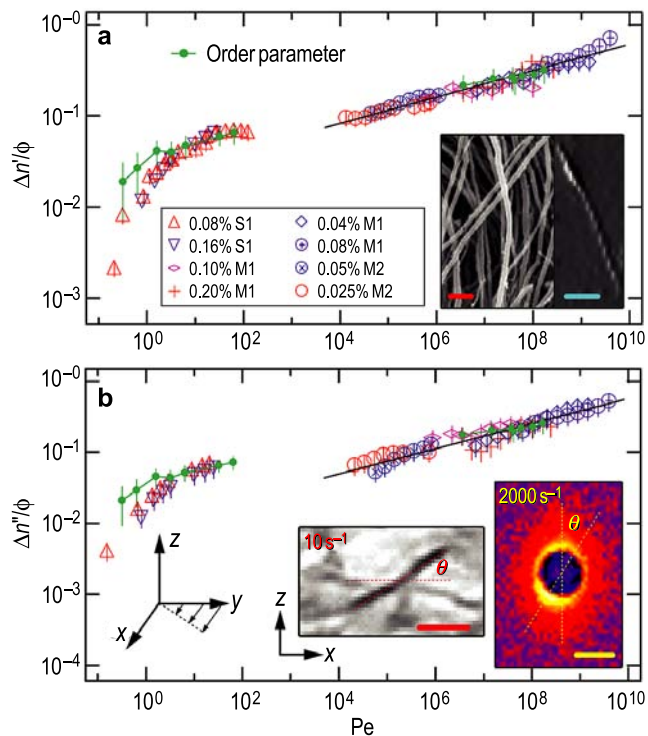 10⁻⁰
a
Order parameter
10⁻¹
Δn'/ϕ
10⁻²
0.08% S1
0.04% M1
0.16% S1
0.08% M1
0.10% M1
0.05% M2
0.20% M1
0.025% M2
10⁻³
10⁰ 10² 10⁴ 10⁶ 10⁸ 10¹⁰
10⁻⁰
b
10⁻¹
Δn"/ϕ
10⁻²
2000 s⁻¹
θ
10 s⁻¹
θ
z
y
x
10⁻³
z
x
10⁻⁴
10⁰ 10² 10⁴ 10⁶ 10⁸ 10¹⁰
Pe